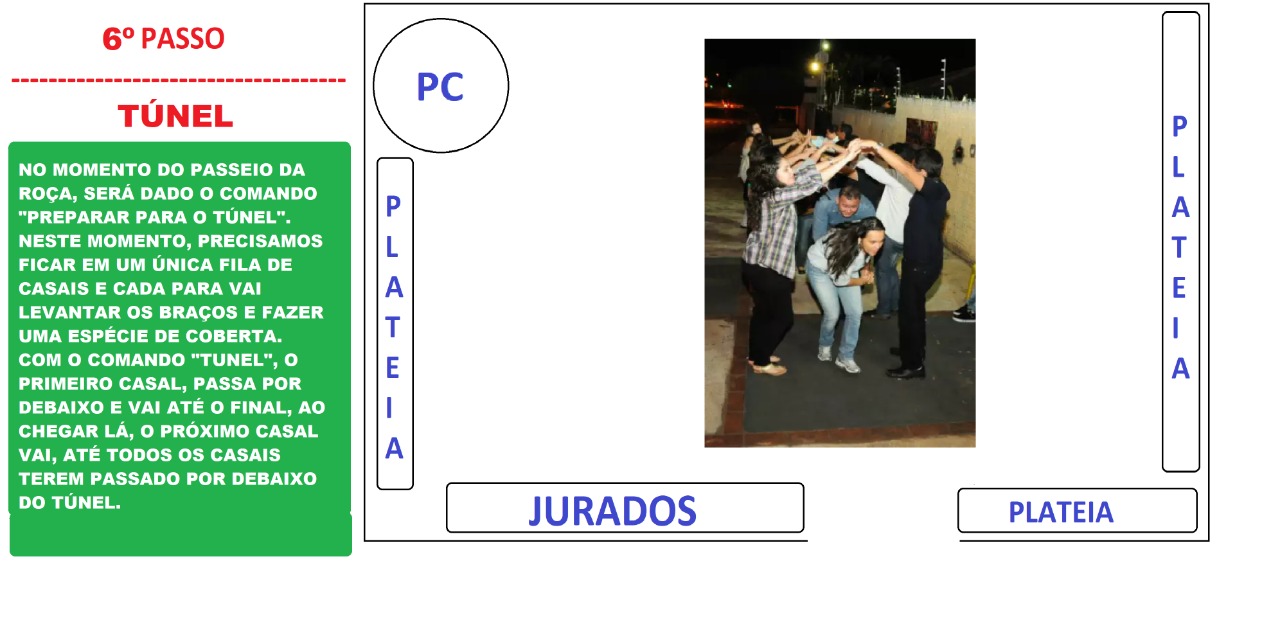 6º PASSO
------------------------------------
TÚNEL
NO MOMENTO DO PASSEIO DA
ROÇA, SERÁ DADO O COMANDO
"PREPARAR PARA O TÚNEL".
NESTE MOMENTO, PRECISAMOS
FICAR EM UM ÚNICA FILA DE
CASAIS E CADA PARA VAI
LEVANTAR OS BRAÇOS E FAZER
UMA ESPÉCIE DE COBERTA.
COM O COMANDO "TUNEL", O
PRIMEIRO CASAL, PASSA POR
DEBAIXO E VAI ATÉ O FINAL, AO
CHEGAR LÁ, O PRÓXIMO CASAL
VAI, ATÉ TODOS OS CASAIS
TEREM PASSADO POR DEBAIXO
DO TÚNEL.
PC
PLATEIA
JURADOS
PLATEIA
PLATEIA